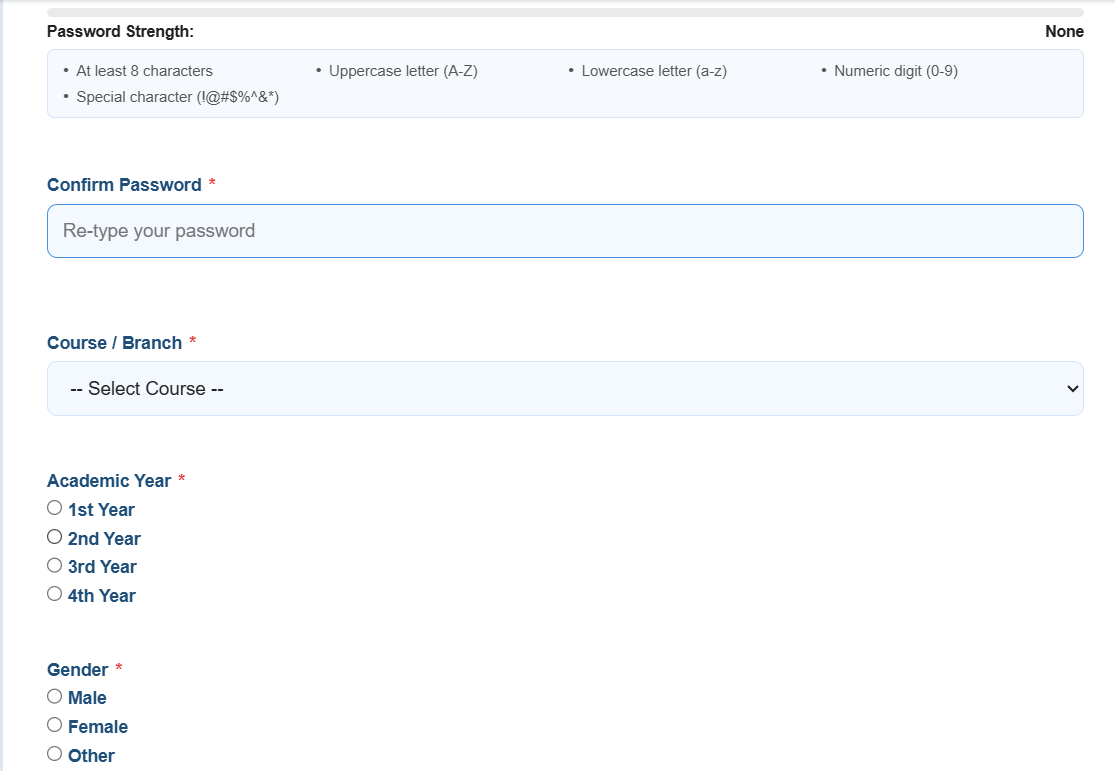 Password Strength: None
• At least 8 characters • Uppercase letter (A-Z) • Lowercase letter (a-z) • Numeric digit (0-9)
• Special character (!@#$%^&*)
Confirm Password *
Re-type your password
Course / Branch *
-- Select Course --
Academic Year *
1st Year
2nd Year
3rd Year
4th Year
Gender *
Male
Female
Other